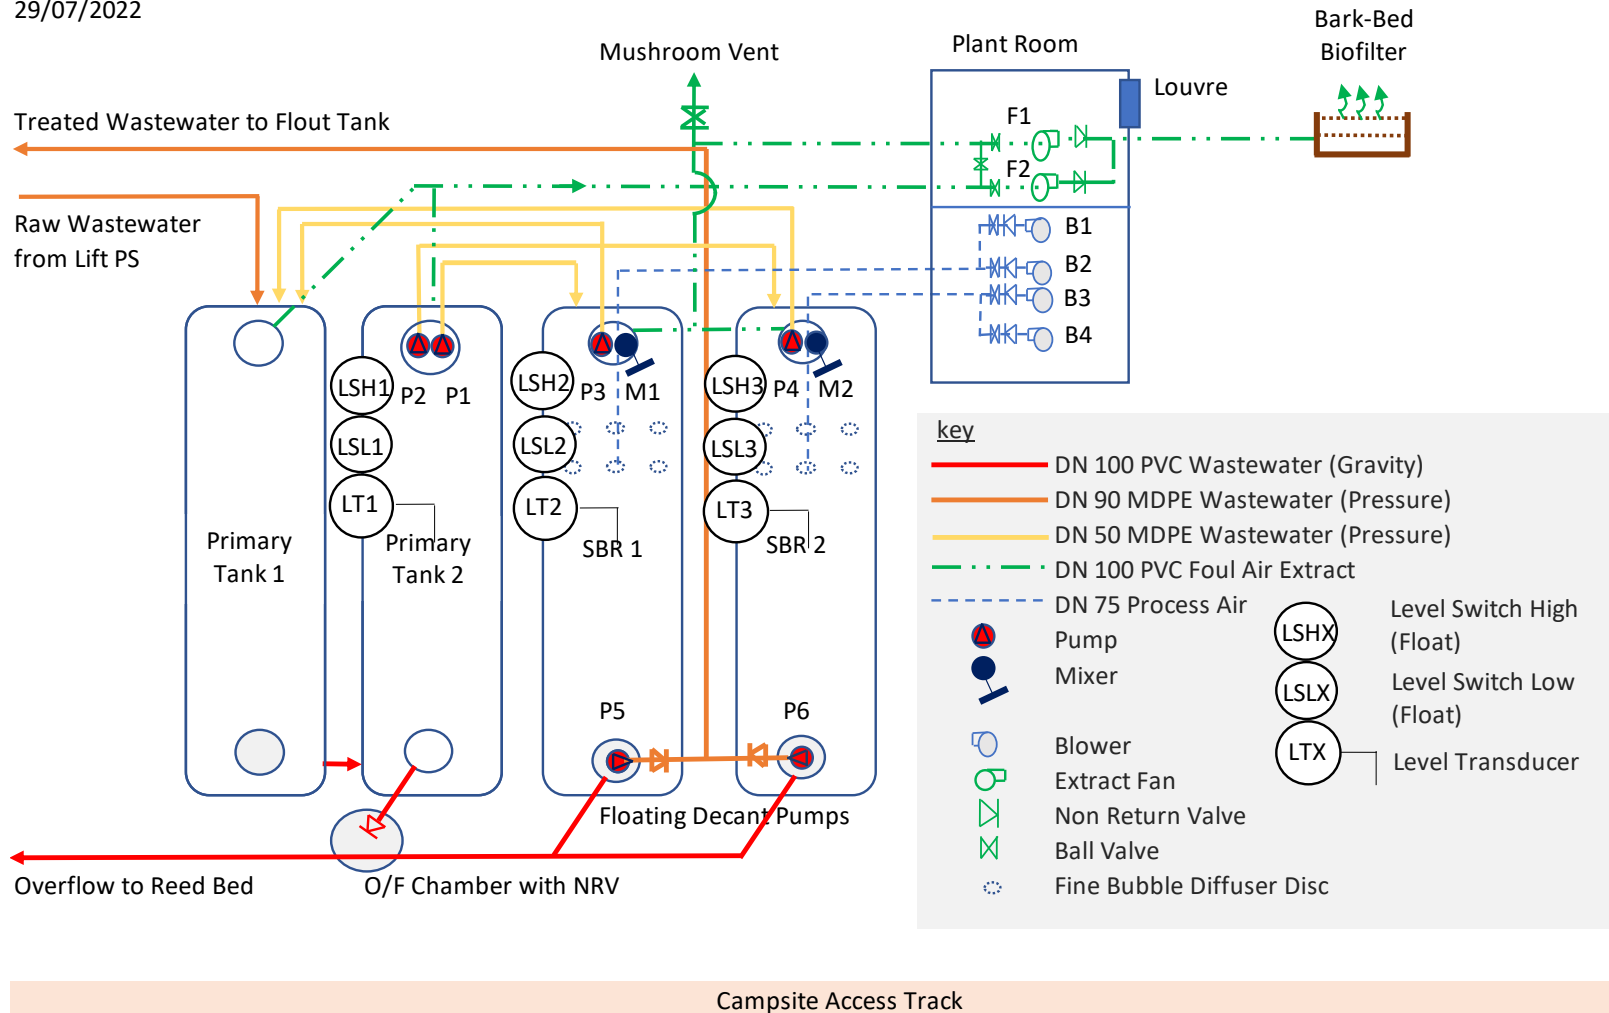 29/07/2022
Mushroom Vent
Plant Room
Bark-Bed
Biofilter
Louvre
Treated Wastewater to Flout Tank
F1
F2
Raw Wastewater
from Lift PS
B1
B2
B3
B4
LSH1
P2
P1
LSH2
P3
M1
LSH3
P4
M2
LSL1
LSL2
LSL3
LT1
LT2
LT3
Primary
Tank 1
Primary
Tank 2
SBR 1
SBR 2
P5
P6
Floating Decant Pumps
Overflow to Reed Bed
O/F Chamber with NRV
key
DN 100 PVC Wastewater (Gravity)
DN 90 MDPE Wastewater (Pressure)
DN 50 MDPE Wastewater (Pressure)
DN 100 PVC Foul Air Extract
DN 75 Process Air
Pump
Mixer
Blower
Extract Fan
Non Return Valve
Ball Valve
Fine Bubble Diffuser Disc
LSHX
Level Switch High
(Float)
LSLX
Level Switch Low
(Float)
LTX
Level Transducer
Campsite Access Track